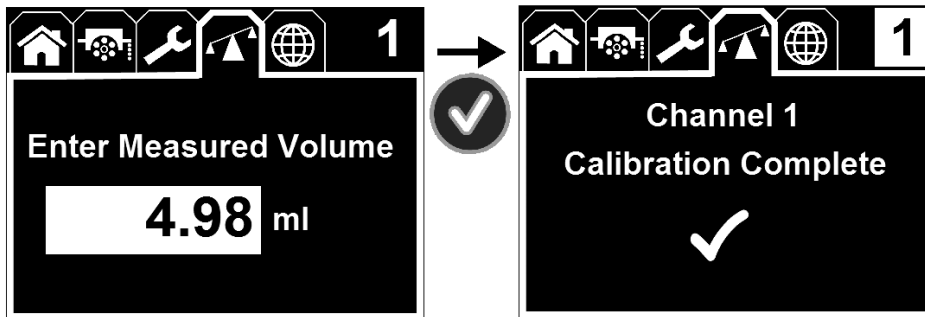 1
Enter Measured Volume
4.98 ml
1
Channel 1
Calibration Complete